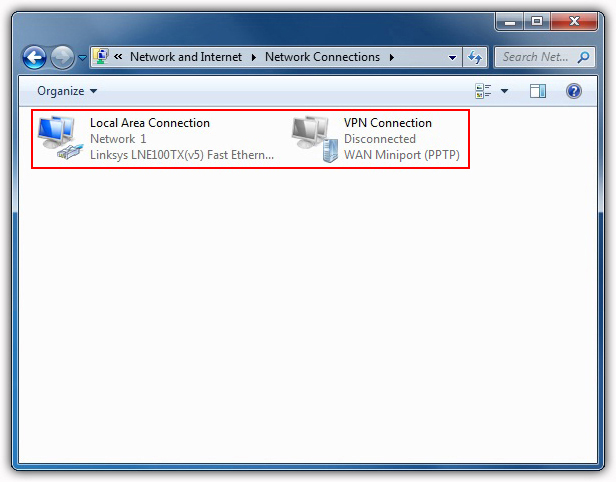 « Network and Internet Network Connections Search Net...
Organize
Local Area Connection
Network 1
Linksys LNE100TX(v5) Fast Ethern...
VPN Connection
Disconnected
WAN Miniport (PPTP)